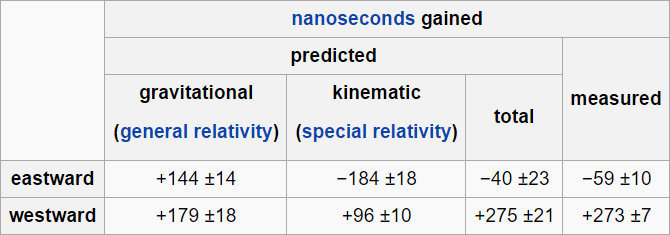 nanoseconds gained
predicted
measured
gravitational
(general relativity)
kinematic
(special relativity)
total
eastward +144 ±14 −184 ±18 −40 ±23 −59 ±10
westward +179 ±18 +96 ±10 +275 ±21 +273 ±7